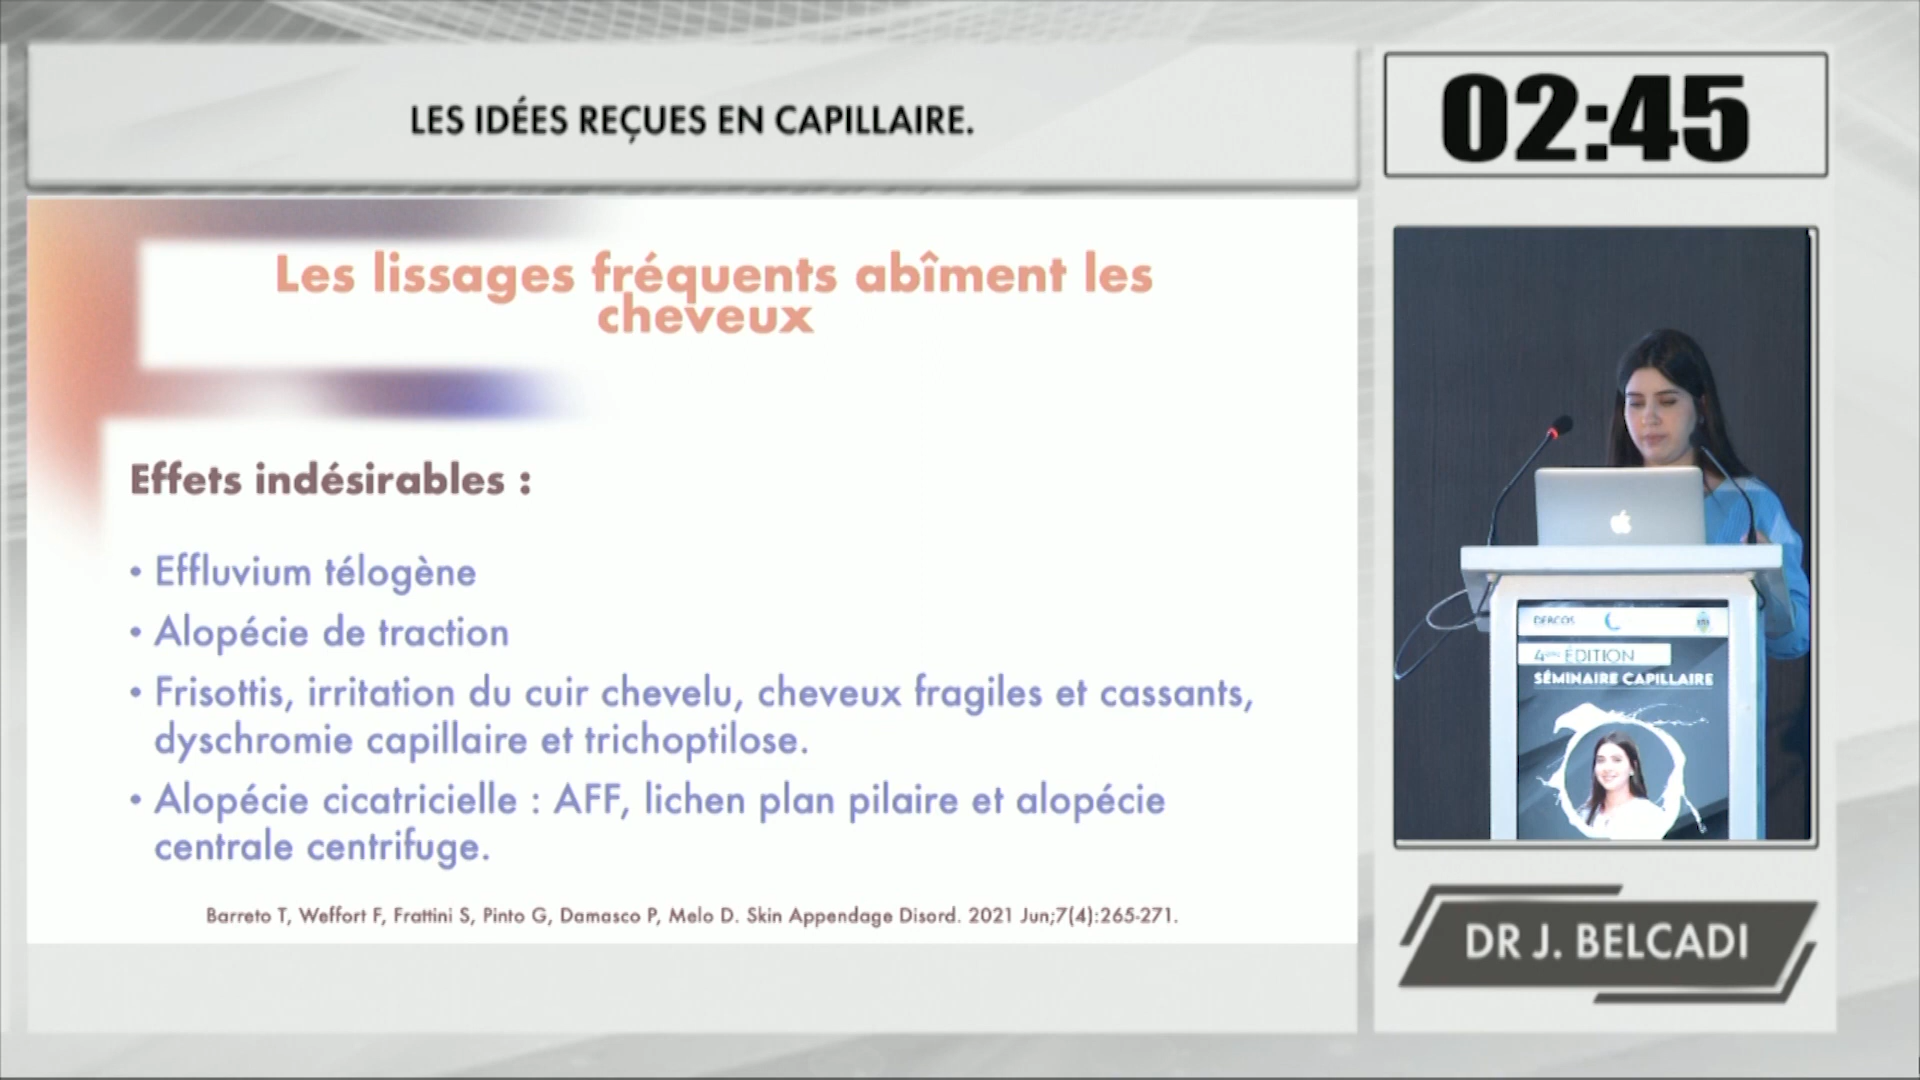 LES IDÉES REÇUES EN CAPILLAIRE.
02:45
Les lissages fréquents abîment les
cheveux
Effets indésirables :
• Effluvium télogène
• Alopécie de traction
• Frisottis, irritation du cuir chevelu, cheveux fragiles et cassants,
dyschromie capillaire et trichoptilose.
• Alopécie cicatricielle : AFF, lichen plan pilaire et alopécie
centrale centrifuge.
Barreto T, Weffort F, Frattini S, Pinto G, Damasco P, Melo D. Skin Appendage Disord. 2021 Jun;7(4):265-271.
DERCOS
4ème ÉDITION
SÉMINAIRE CAPILLAIRE
DR J. BELCADI